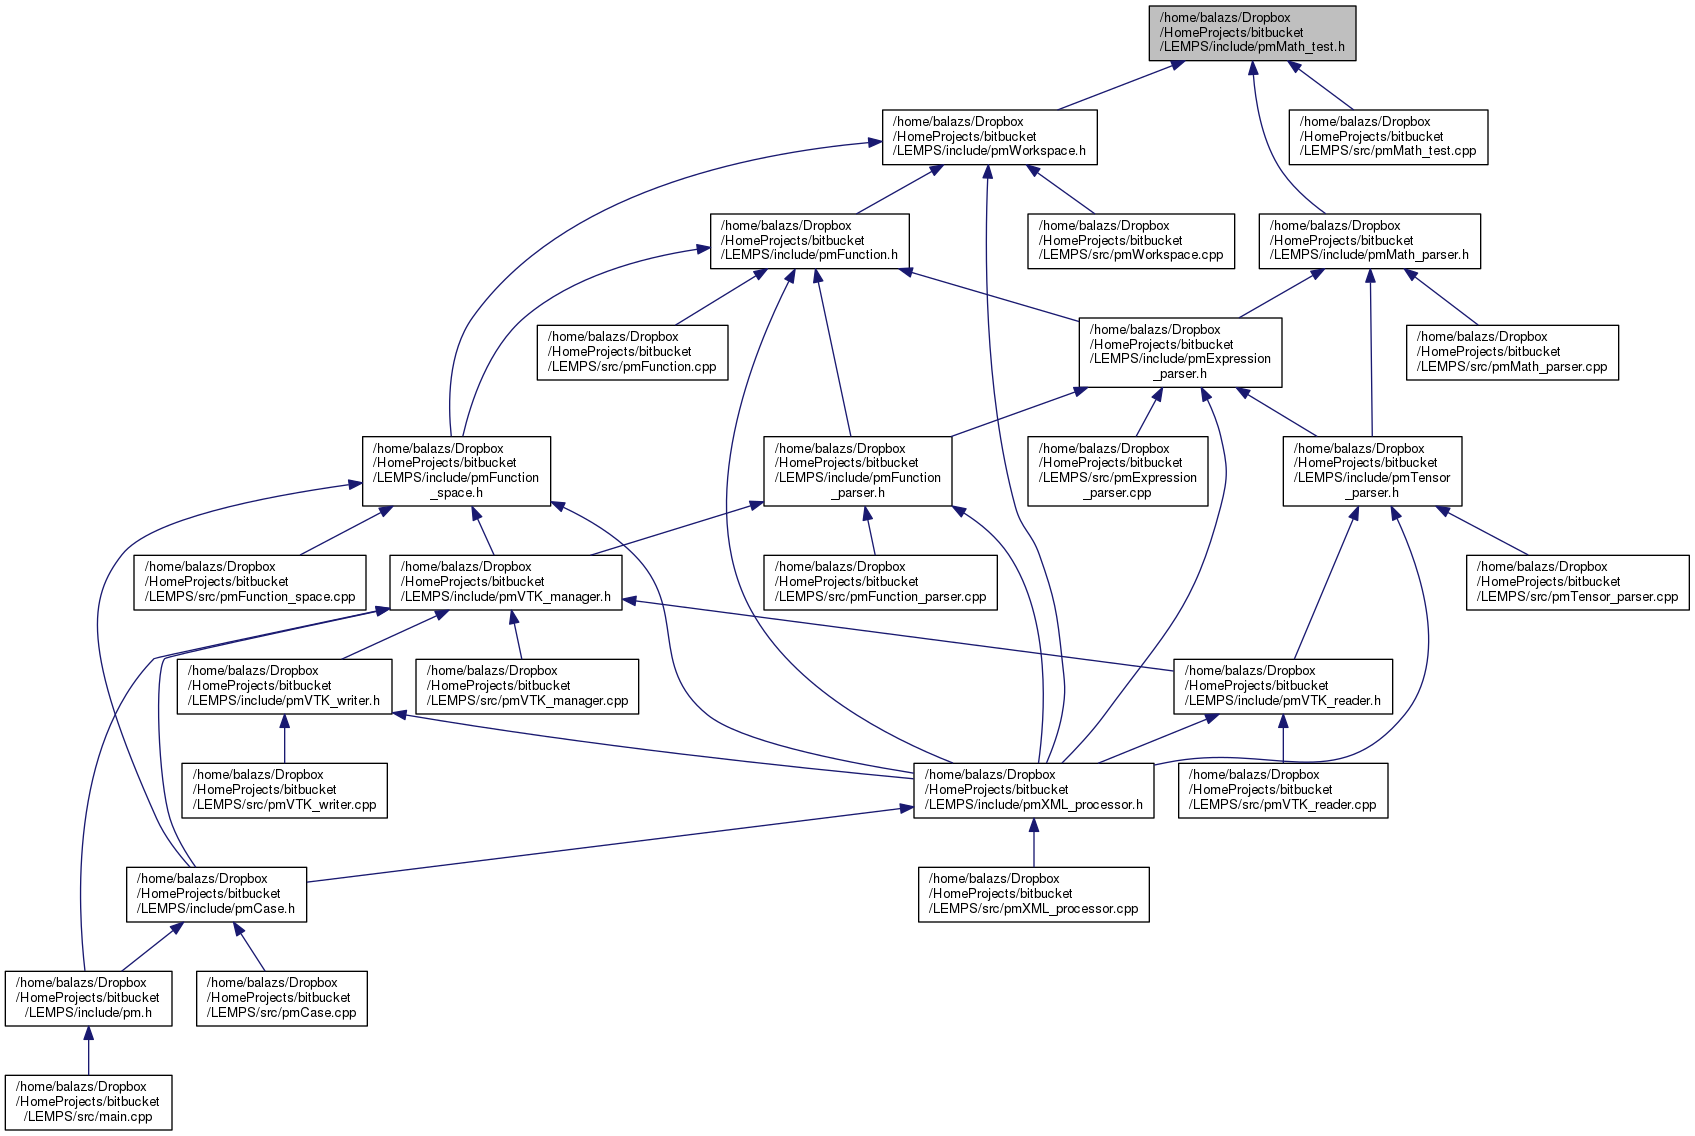 /home/balazs/Dropbox
/HomeProjects/bitbucket
/LEMPS/include/pmMath_test.h
/home/balazs/Dropbox
/HomeProjects/bitbucket
/LEMPS/include/pmWorkspace.h
/home/balazs/Dropbox
/HomeProjects/bitbucket
/LEMPS/src/pmMath_test.cpp
/home/balazs/Dropbox
/HomeProjects/bitbucket
/LEMPS/include/pmFunction.h
/home/balazs/Dropbox
/HomeProjects/bitbucket
/LEMPS/src/pmWorkspace.cpp
/home/balazs/Dropbox
/HomeProjects/bitbucket
/LEMPS/include/pmMath_parser.h
/home/balazs/Dropbox
/HomeProjects/bitbucket
/LEMPS/src/pmFunction.cpp
/home/balazs/Dropbox
/HomeProjects/bitbucket
/LEMPS/include/pmExpression
_parser.h
/home/balazs/Dropbox
/HomeProjects/bitbucket
/LEMPS/src/pmMath_parser.cpp
/home/balazs/Dropbox
/HomeProjects/bitbucket
/LEMPS/include/pmFunction
_space.h
/home/balazs/Dropbox
/HomeProjects/bitbucket
/LEMPS/include/pmFunction
_parser.h
/home/balazs/Dropbox
/HomeProjects/bitbucket
/LEMPS/src/pmExpression
_parser.cpp
/home/balazs/Dropbox
/HomeProjects/bitbucket
/LEMPS/include/pmTensor
_parser.h
/home/balazs/Dropbox
/HomeProjects/bitbucket
/LEMPS/src/pmFunction_space.cpp
/home/balazs/Dropbox
/HomeProjects/bitbucket
/LEMPS/include/pmVTK_manager.h
/home/balazs/Dropbox
/HomeProjects/bitbucket
/LEMPS/src/pmFunction_parser.cpp
/home/balazs/Dropbox
/HomeProjects/bitbucket
/LEMPS/src/pmTensor_parser.cpp
/home/balazs/Dropbox
/HomeProjects/bitbucket
/LEMPS/include/pmVTK_writer.h
/home/balazs/Dropbox
/HomeProjects/bitbucket
/LEMPS/src/pmVTK_manager.cpp
/home/balazs/Dropbox
/HomeProjects/bitbucket
/LEMPS/include/pmVTK_reader.h
/home/balazs/Dropbox
/HomeProjects/bitbucket
/LEMPS/src/pmVTK_writer.cpp
/home/balazs/Dropbox
/HomeProjects/bitbucket
/LEMPS/include/pmXML_processor.h
/home/balazs/Dropbox
/HomeProjects/bitbucket
/LEMPS/src/pmVTK_reader.cpp
/home/balazs/Dropbox
/HomeProjects/bitbucket
/LEMPS/include/pmCase.h
/home/balazs/Dropbox
/HomeProjects/bitbucket
/LEMPS/src/pmXML_processor.cpp
/home/balazs/Dropbox
/HomeProjects/bitbucket
/LEMPS/include/pm.h
/home/balazs/Dropbox
/HomeProjects/bitbucket
/LEMPS/src/pmCase.cpp
/home/balazs/Dropbox
/HomeProjects/bitbucket
/LEMPS/src/main.cpp